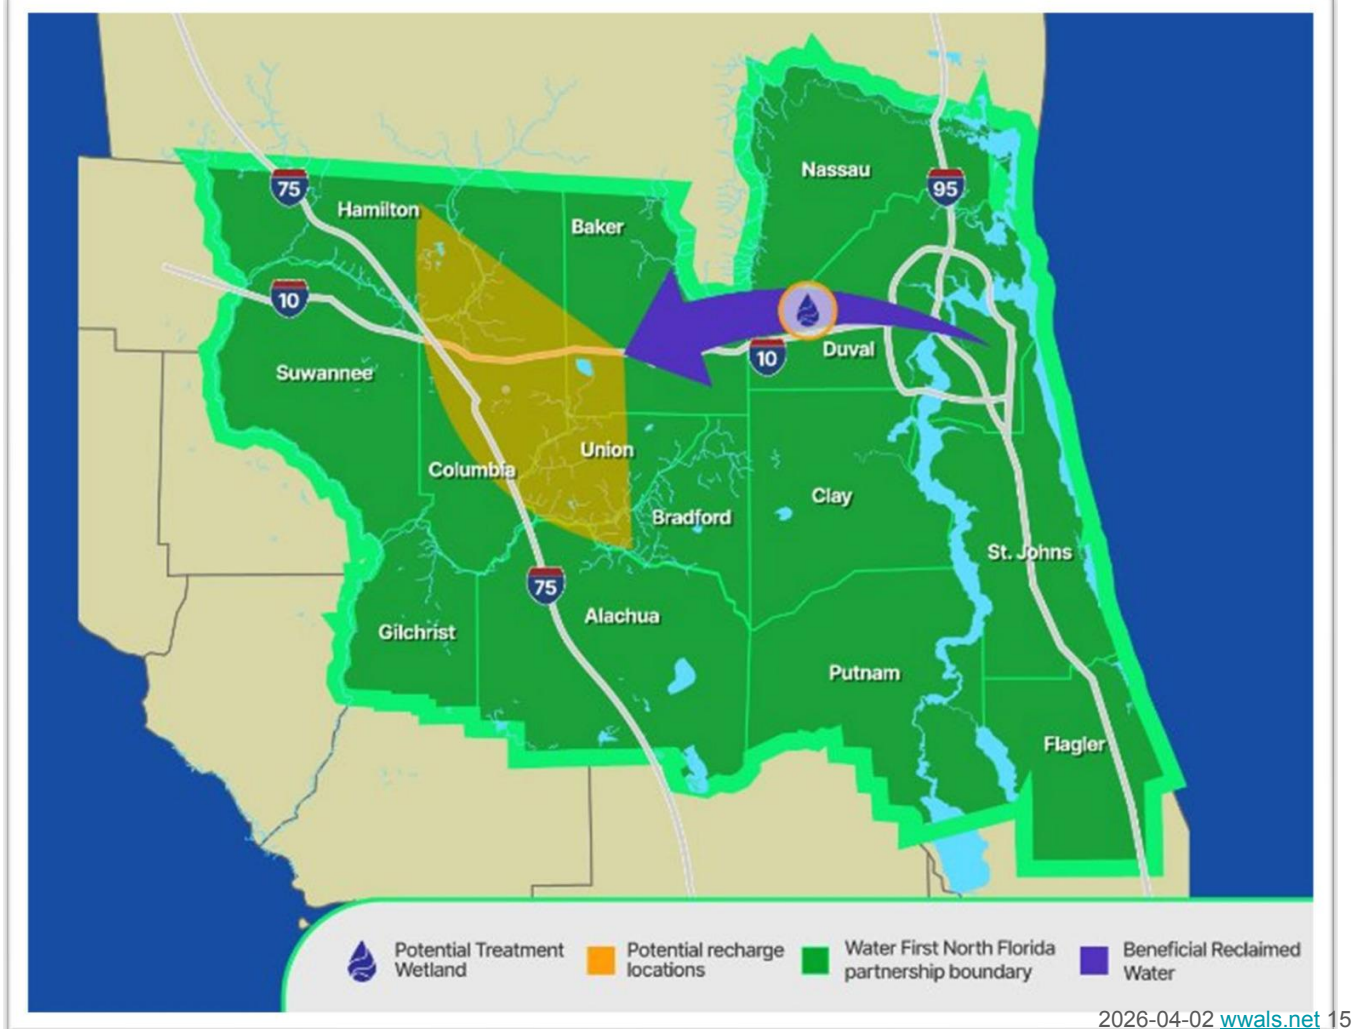 Nassau
75
95
Hamilton
Baker
10
10
Duval
Suwannee
Union
Columbia
Clay
Bradford
St. Johns
75
Alachua
Gilchrist
Putnam
Flagler
Potential Treatment
Wetland
Potential recharge
locations
Water First North Florida
partnership boundary
Beneficial Reclaimed
Water
2026-04-02 wwals.net 15